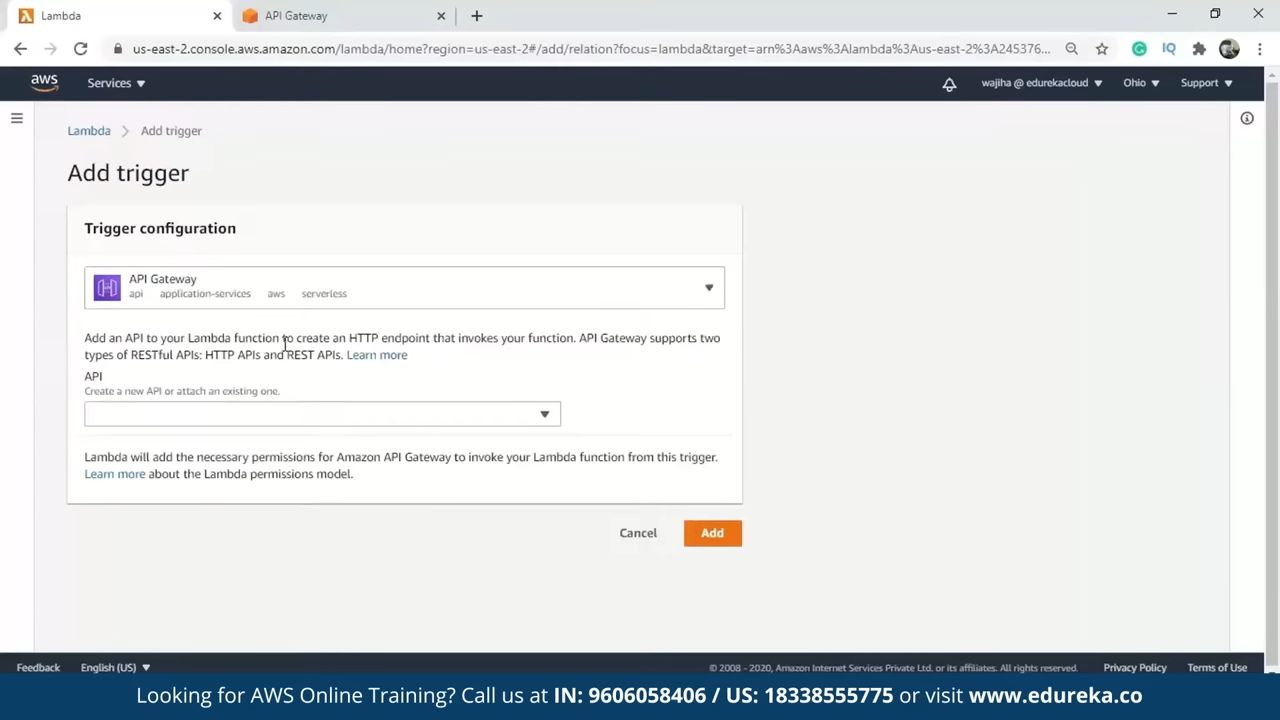 Lambda
API Gateway
us-east-2.console.aws.amazon.com/lambda/home?region=us-east-2#/add/relation?focus=lambda&target=arn%3Aaws%3Alambda%3Aus-east-2%3A245376...
IQ
aws
Services
wajiha @ edurekacloud
Ohio
Support
Lambda
Add trigger
Add trigger
Trigger configuration
API Gateway
api application-services aws serverless
Add an API to your Lambda function to create an HTTP endpoint that invokes your function. API Gateway supports two
types of RESTful APIs: HTTP APIs and REST APIs. Learn more
API
Create a new API or attach an existing one.
Lambda will add the necessary permissions for Amazon API Gateway to invoke your Lambda function from this trigger.
Learn more about the Lambda permissions model.
Cancel
Add
Feedback
English (US)
© 2008 - 2020, Amazon Internet Services Private Ltd. or its affiliates. All rights reserved.
Privacy Policy
Terms of Use
Looking for AWS Online Training? Call us at IN: 9606058406 / US: 18338555775 or visit www.edureka.co